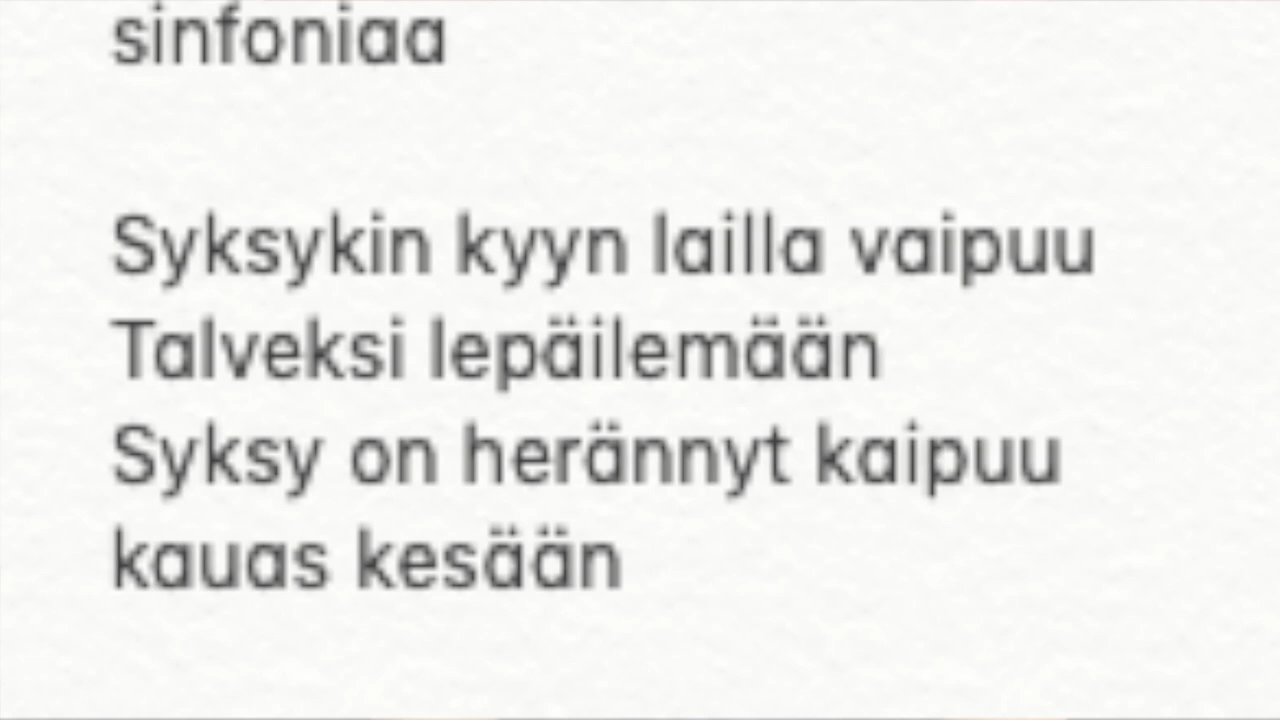 sinfoniaa
Syksykin kyyn lailla vaipuu
Talveksi lepäilemään
Syksy on herännyt kaipuu
kauas kesään